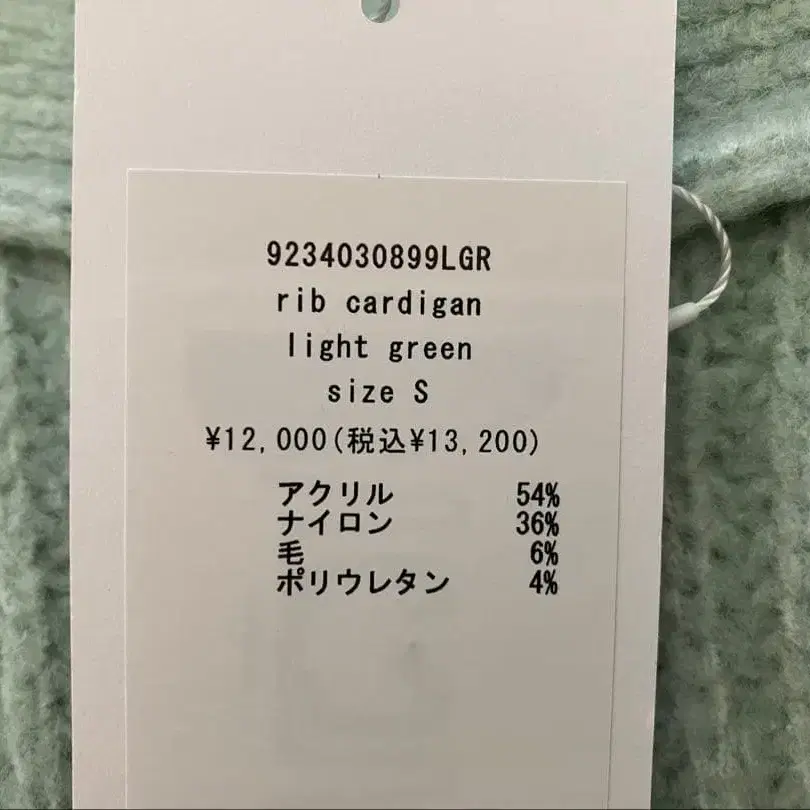 9234030899LGR
rib cardigan
light green
size S
¥12,000(税込¥13,200)
アクリル 54%
ナイロン 36%
毛 6%
ポリウレタン 4%